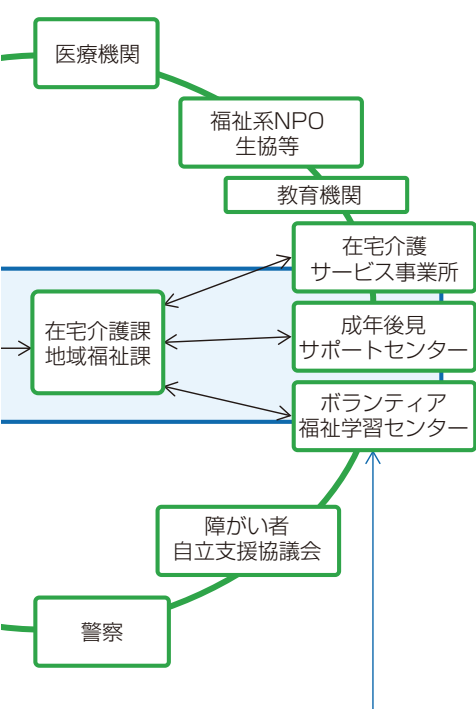 医療機関
福祉系NPO
生協等
教育機関
在宅介護
サービス事業所
在宅介護課
地域福祉課
成年後見
サポートセンター
ボランティア
福祉学習センター
障がい者
自立支援協議会
警察